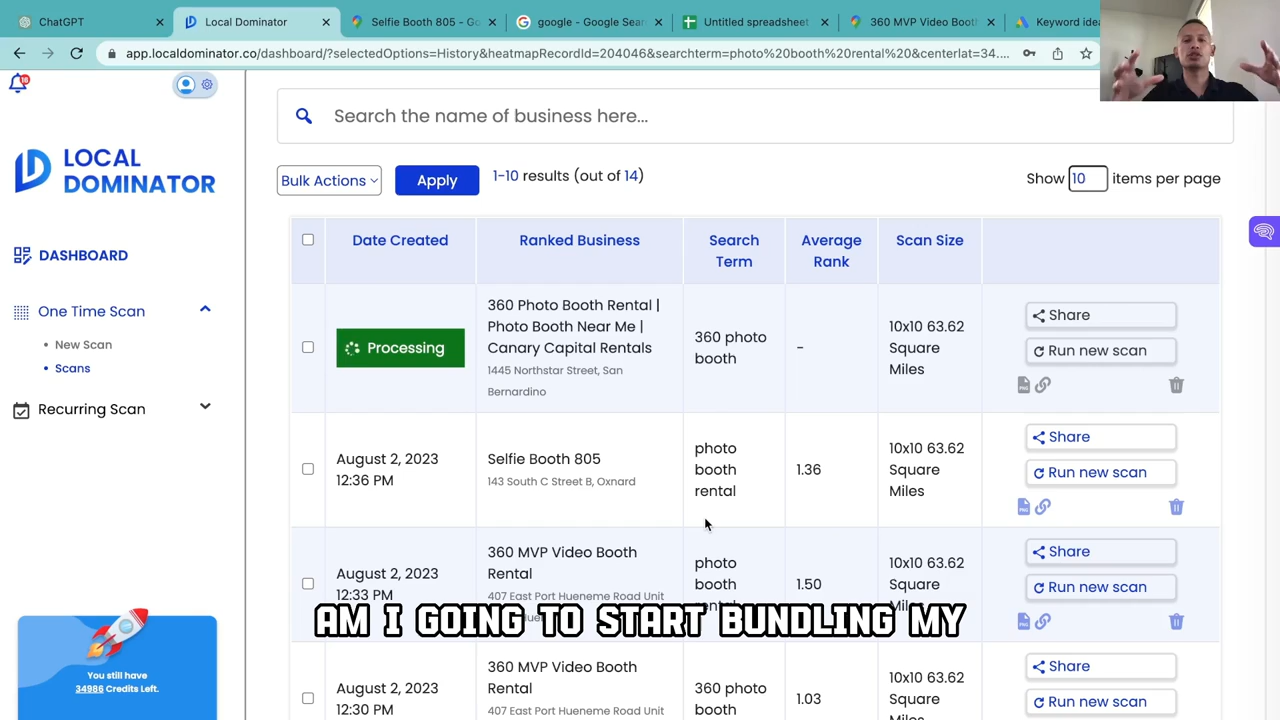 ChatGPT
Local Dominator
Selfie Booth 805 - Go
google - Google Sear
Untitled spreadsheet
360 MVP Video Booth
Keyword idea
app.localdominator.co/dashboard/?selectedOptions=History&heatmapRecordId=204046&searchterm=photo%20booth%20rental%20&centerlat=34....
LOCAL
DOMINATOR
DASHBOARD
One Time Scan
New Scan
Scans
Recurring Scan
You still have
34986 Credits Left.
Search the name of business here...
Bulk Actions
Apply
1-10 results (out of 14)
Show 10 items per page
Date Created
Ranked Business
Search
Term
Average
Rank
Scan Size
Processing
360 Photo Booth Rental |
Photo Booth Near Me |
Canary Capital Rentals
1445 Northstar Street, San
Bernardino
360 photo
booth
-
10x10 63.62
Square
Miles
Share
Run new scan
August 2, 2023
12:36 PM
Selfie Booth 805
143 South C Street B, Oxnard
photo
booth
rental
1.36
10x10 63.62
Square
Miles
Share
Run new scan
August 2, 2023
12:33 PM
360 MVP Video Booth
Rental
407 East Port Hueneme Road Unit
photo
booth
1.50
10x10 63.62
Square
Share
Run new scan
AM I GOING TO START BUNDLING MY
August 2, 2023
12:30 PM
360 MVP Video Booth
Rental
407 East Port Hueneme Road Unit
360 photo
booth
1.03
10x10 63.62
Square
Miles
Share
Run new scan